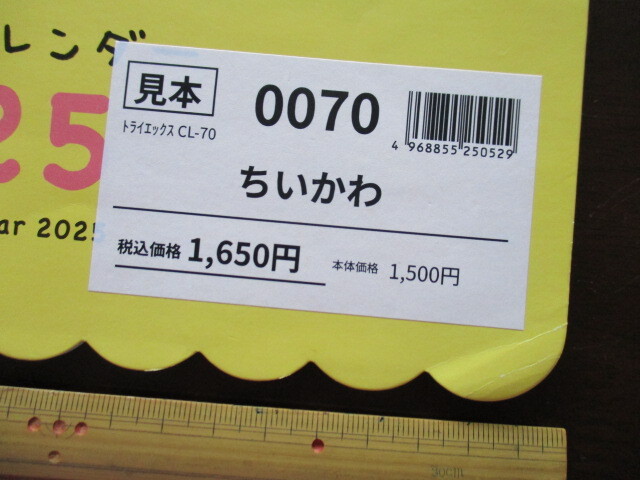 レンダ
見本
0070
トライエックス CL-70
4 968855 250529
25
ちいかわ
ar 2025
税込価格 1,650円
本体価格 1,500円
30cm